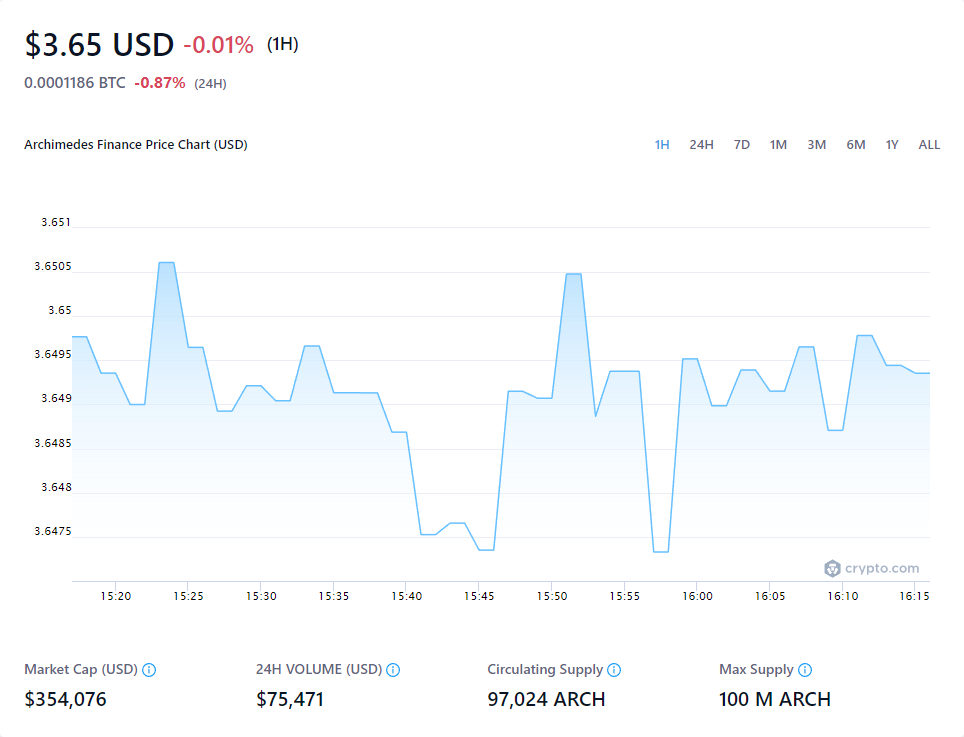 $3.65 USD -0.01% (1H)
0.0001186 BTC -0.87% (24H)
Archimedes Finance Price Chart (USD) 1H 24H 7D 1M 3M 6M 1Y ALL
3.651
3.6505
3.65
3.6495
3.649
3.6485
3.648
3.6475
crypto.com
15:20 15:25 15:30 15:35 15:40 15:45 15:50 15:55 16:00 16:05 16:10 16:15
Market Cap (USD) 24H VOLUME (USD) Circulating Supply Max Supply
$354,076 $75,471 97,024 ARCH 100 M ARCH